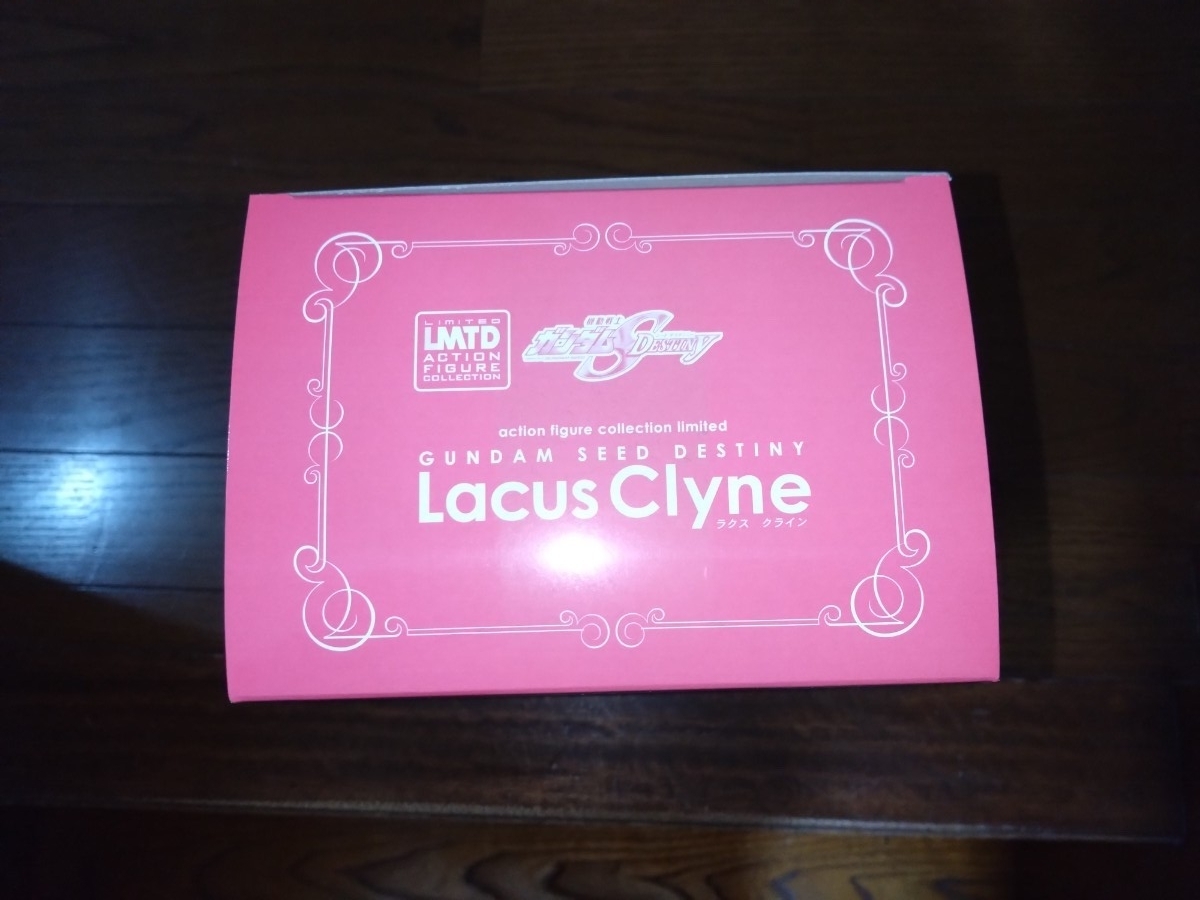 LIMITED
LMTD
ACTION
FIGURE
COLLECTION
機動戦士
ガンダムSEED DESTINY
action figure collection limited
GUNDAM SEED DESTINY
Lacus Clyne
ラクス クライン